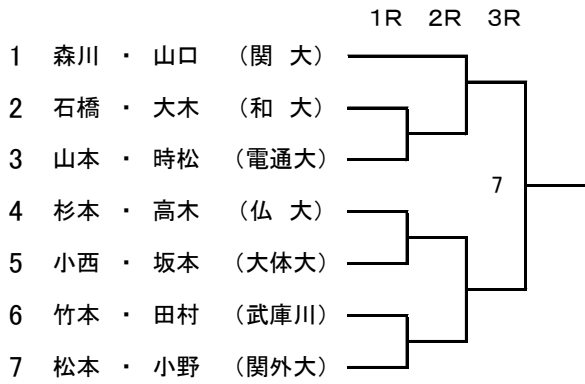 1R 2R 3R
1 森川 ・ 山口 (関 大)
2 石橋 ・ 大木 (和 大)
3 山本 ・ 時松 (電通大)
7
4 杉本 ・ 高木 (仏 大)
5 小西 ・ 坂本 (大体大)
6 竹本 ・ 田村 (武庫川)
7 松本 ・ 小野 (関外大)